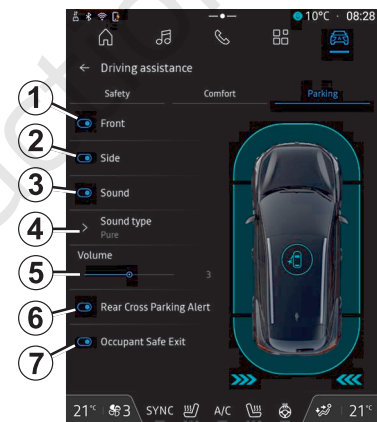 10°C · 08:28
Driving assistance
Safety Comfort Parking
1 Front
2 Side
3 Sound
4 Sound type
Pure
Volume
5 3
6 Rear Cross Parking Alert
7 Occupant Safe Exit
21°C 3 SYNC A/C 21°C